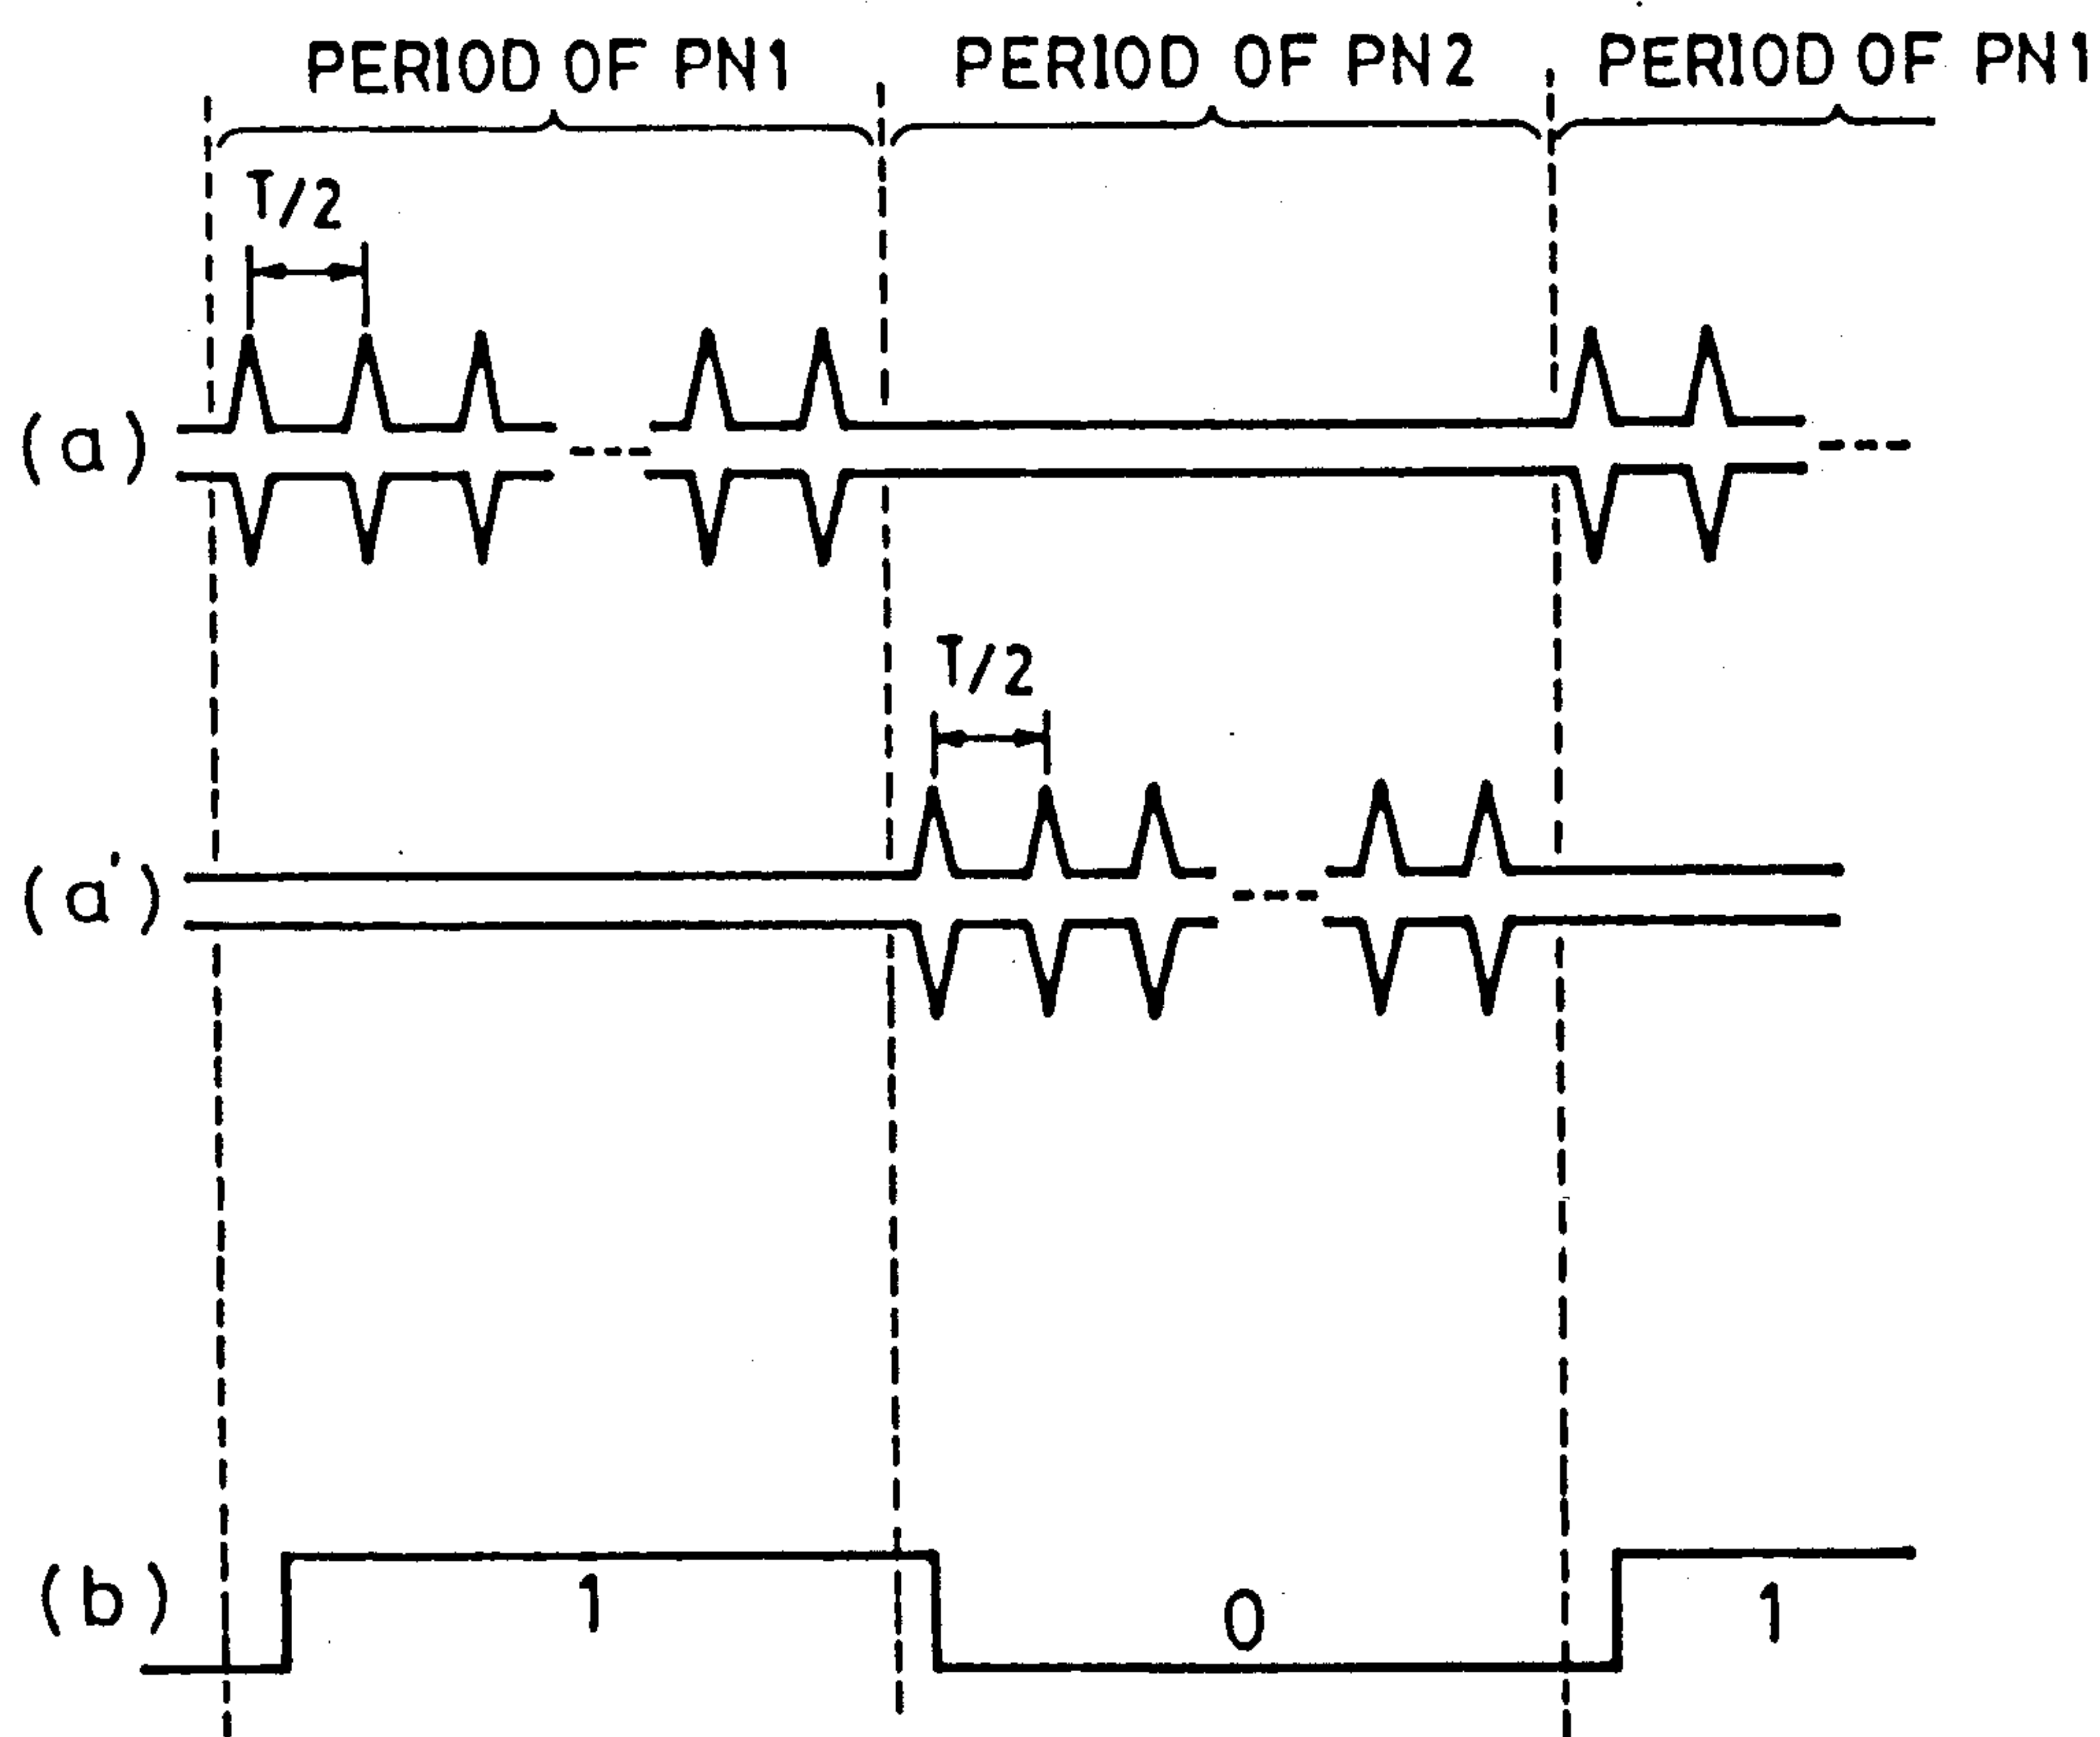 PERIOD OF PN1 PERIOD OF PN2 PERIOD OF PN1
T/2
(a)
T/2
(a')
(b) 1 0 1